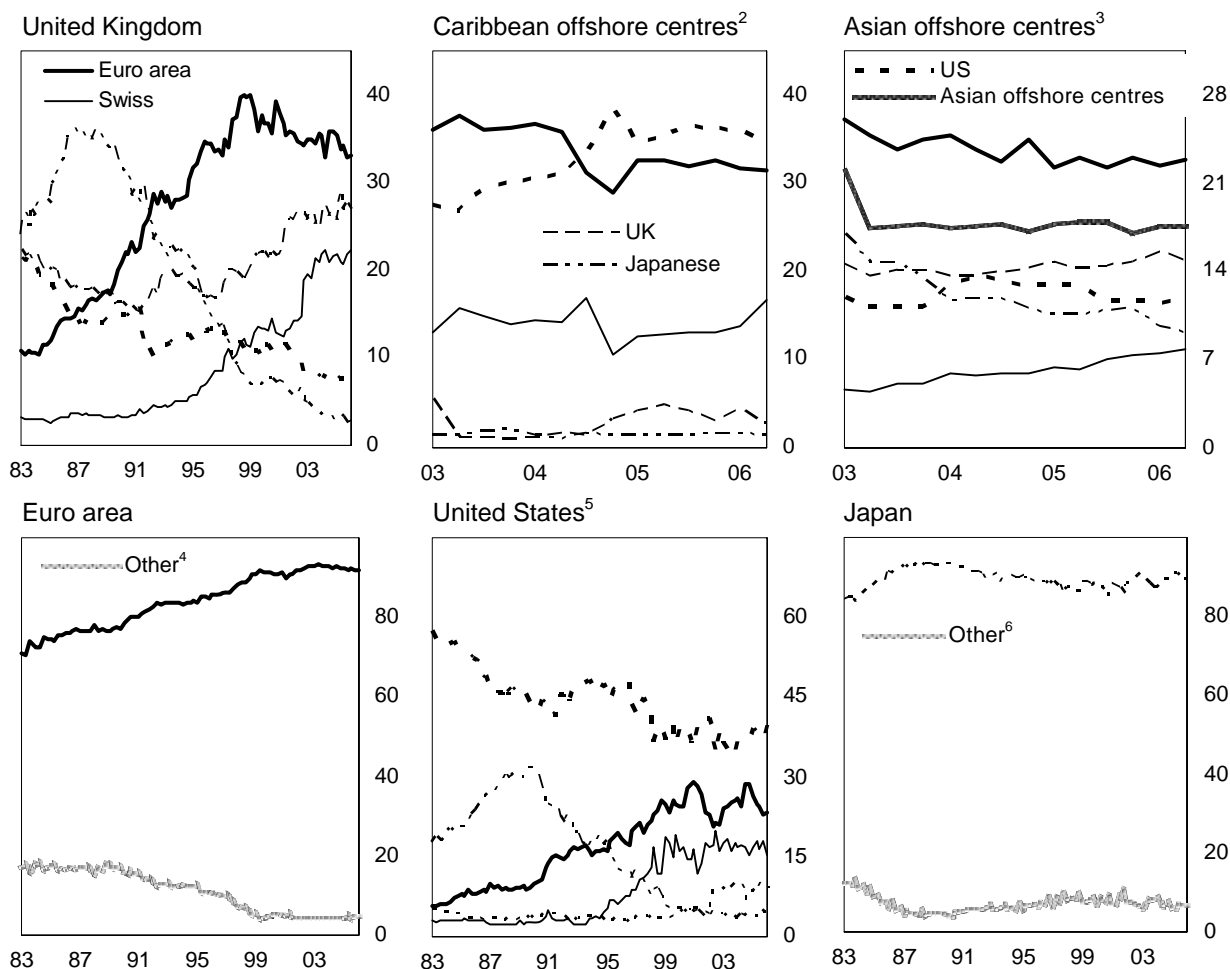 United Kingdom
Euro area
Swiss
40
30
20
10
0
83 87 91 95 99 03
Caribbean offshore centres²
UK
Japanese
40
30
20
10
0
03 04 05 06
Asian offshore centres³
US
Asian offshore centres
28
21
14
7
0
03 04 05 06
Euro area
Other⁴
80
60
40
20
0
83 87 91 95 99 03
United States⁵
60
45
30
15
0
83 87 91 95 99 03
Japan
Other⁶
80
60
40
20
0
83 87 91 95 99 03